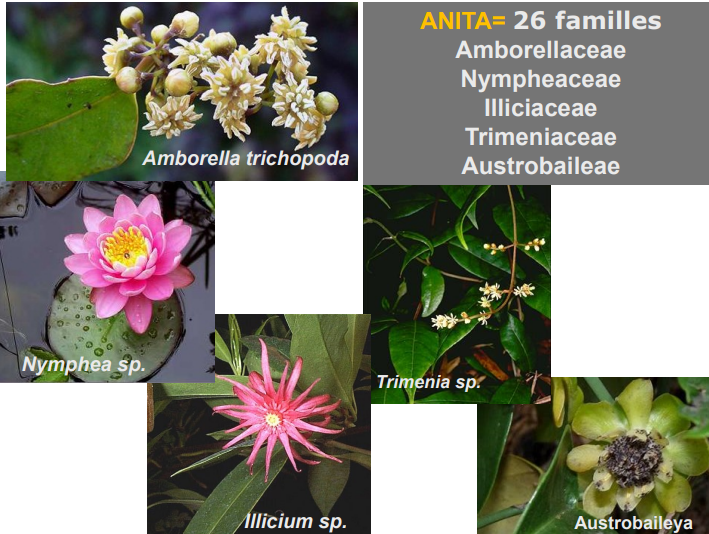 ANITA= 26 familles
Amborellaceae
Nympheaceae
Illiciaceae
Trimeniaceae
Austrobaileae
Amborella trichopoda
Nymphea sp.
Trimenia sp.
Illicium sp.
Austrobaileya